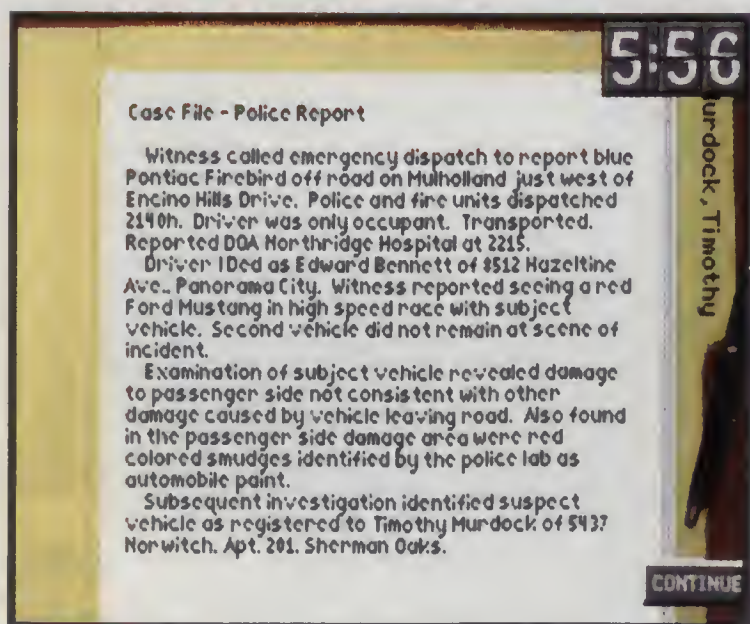 5:56
Case File - Police Report
Witness called emergency dispatch to report blue
Pontiac Firebird off road on Mulholland just west of
Encino Hills Drive. Police and fire units dispatched
2140h. Driver was only occupant. Transported.
Reported DOA Northridge Hospital at 2215.
Driver IDed as Edward Bennett of 8512 Hazeltine
Ave., Panorama City. Witness reported seeing a red
Ford Mustang in high speed race with subject
vehicle. Second vehicle did not remain at scene of
incident.
Examination of subject vehicle revealed damage
to passenger side not consistent with other
damage caused by vehicle leaving road. Also found
in the passenger side damage area were red
colored smudges identified by the police lab as
automobile paint.
Subsequent investigation identified suspect
vehicle as registered to Timothy Murdock of 5437
Norwitch, Apt. 201, Sherman Oaks.
Murdock, Timothy
CONTINUE